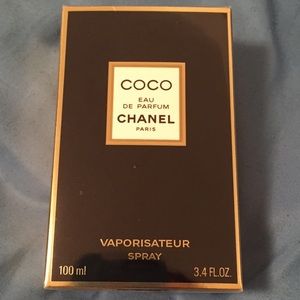 COCO
EAU
DE PARFUM
CHANEL
PARIS
VAPORISATEUR
SPRAY
100 ml 3.4 FL.OZ.